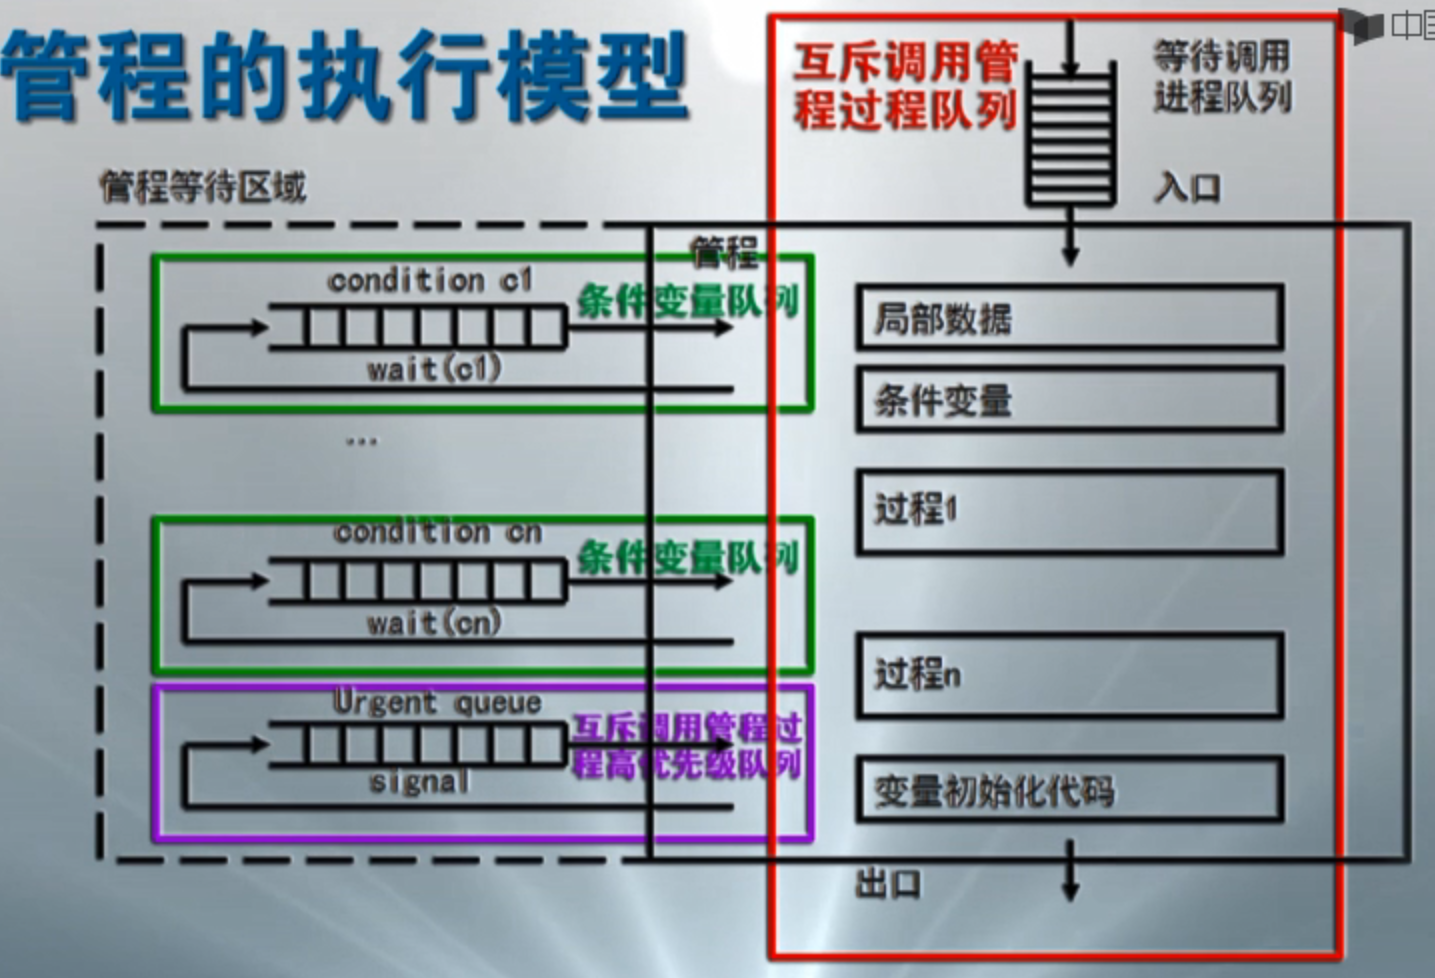 管程的执行模型
互斥调用管
程过程队列
等待调用
进程队列
入口
管程等待区域
管程
condition c1
条件变量队列
wait(c1)
...
condition cn
条件变量队列
wait(cn)
Urgent queue
互斥调用管程过
程高优先级队列
signal
局部数据
条件变量
过程1
过程n
变量初始化代码
出口
中